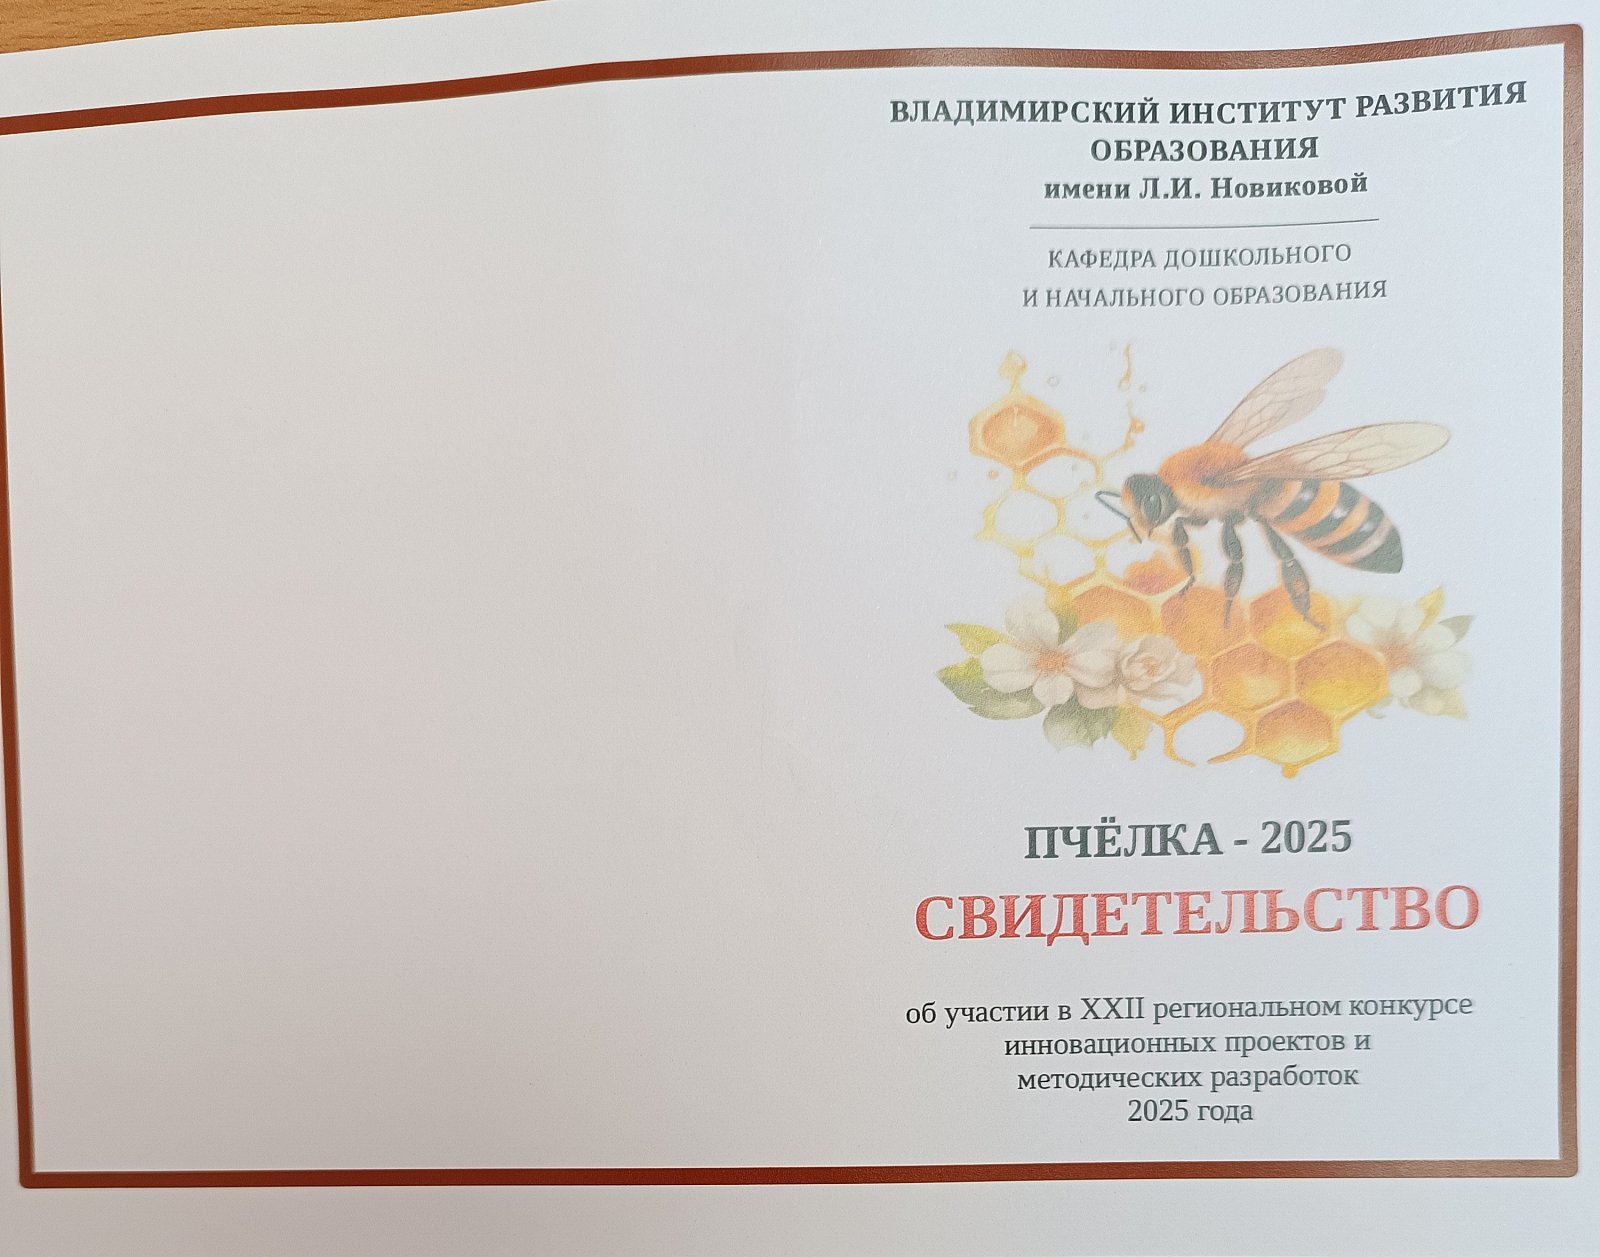 ВЛАДИМИРСКИЙ ИНСТИТУТ РАЗВИТИЯ
ОБРАЗОВАНИЯ
имени Л.И. Новиковой
КАФЕДРА ДОШКОЛЬНОГО
И НАЧАЛЬНОГО ОБРАЗОВАНИЯ
ПЧЁЛКА - 2025
СВИДЕТЕЛЬСТВО
об участии в XXII региональном конкурсе
инновационных проектов и
методических разработок
2025 года